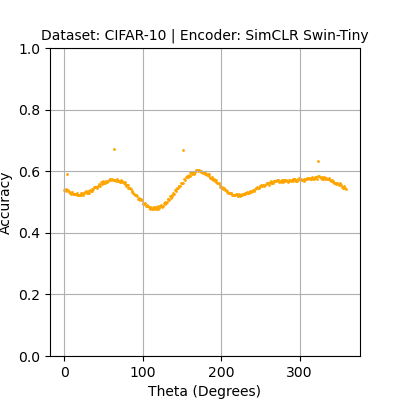 Dataset: CIFAR-10 | Encoder: SimCLR Swin-Tiny
1.0
0.8
0.6
0.4
0.2
0.0
Accuracy
0 100 200 300
Theta (Degrees)